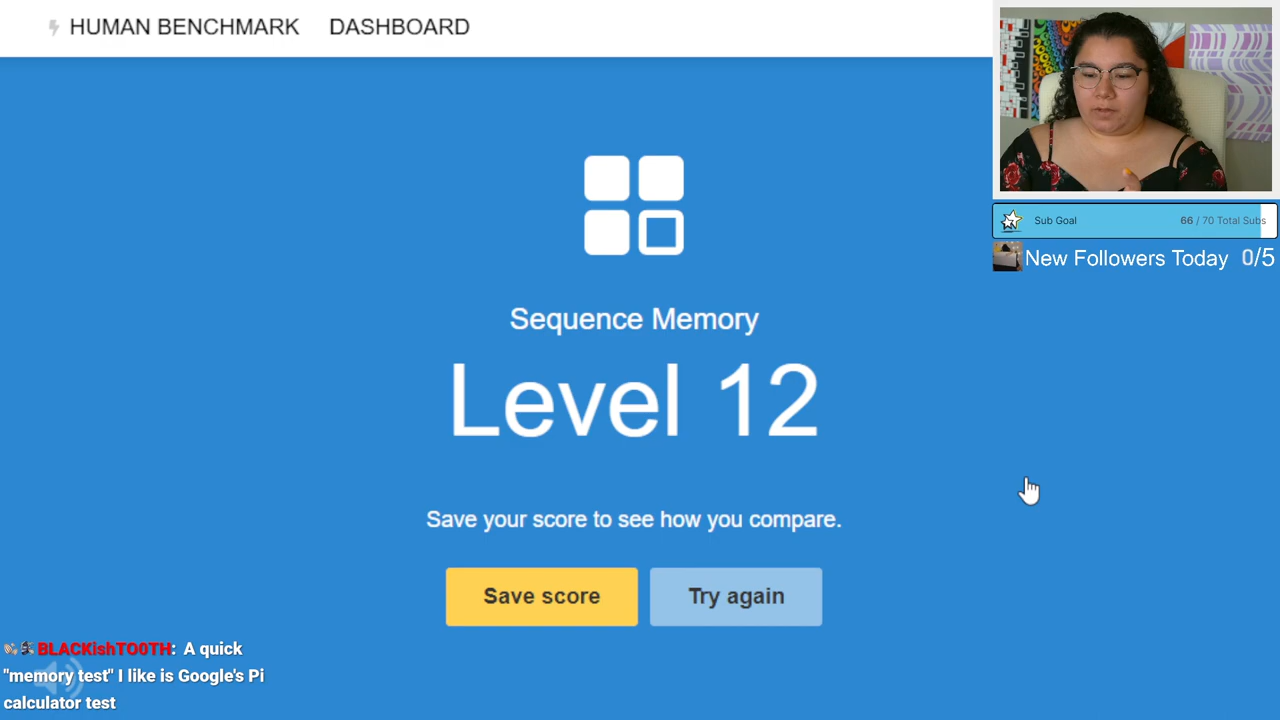 HUMAN BENCHMARK DASHBOARD
Sub Goal 66 / 70 Total Subs
New Followers Today 0/5
Sequence Memory
Level 12
Save your score to see how you compare.
Save score Try again
BLACKishTO0TH: A quick
"memory test" I like is Google's Pi
calculator test